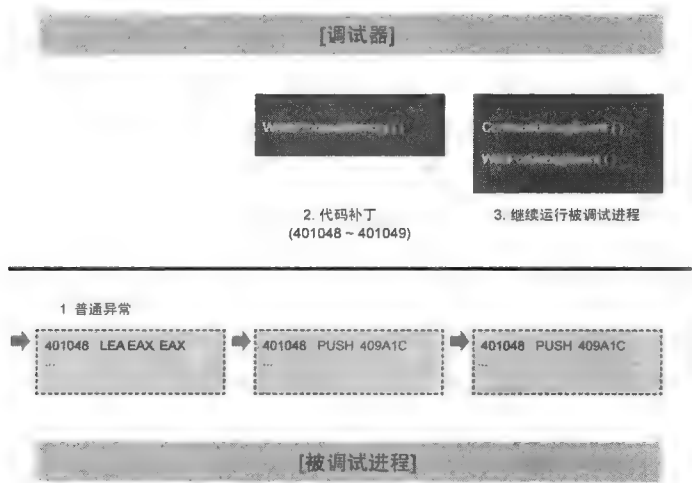 [调试器]
2. 代码补丁
(401048 ~ 401049)
3. 继续运行被调试进程
1 普通异常
401048 LEA EAX, EAX
...
401048 PUSH 409A1C
...
401048 PUSH 409A1C
...
[被调试进程]